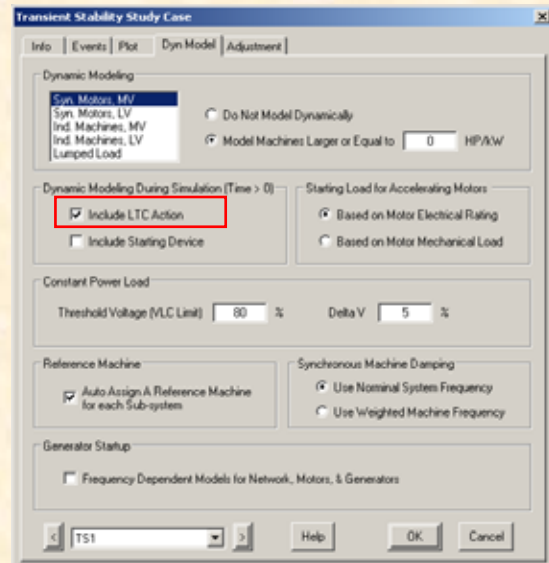 Transient Stability Study Case
Info Events Plot Dyn Model Adjustment
Dynamic Modeling
Syn. Motors, MV
Syn. Motors, LV
Ind. Machines, MV
Ind. Machines, LV
Lumped Load
Do Not Model Dynamically
Model Machines Larger or Equal to 0 HP/kW
Dynamic Modeling During Simulation (Time > 0)
Include LTC Action
Include Starting Device
Starting Load for Accelerating Motors
Based on Motor Electrical Rating
Based on Motor Mechanical Load
Constant Power Load
Threshold Voltage (VLC Limit) 80 % Delta V 5 %
Reference Machine
Auto Assign A Reference Machine
for each Sub-system
Synchronous Machine Damping
Use Nominal System Frequency
Use Weighted Machine Frequency
Generator Startup
Frequency Dependent Models for Network, Motors, & Generators
< TS1 > Help OK Cancel